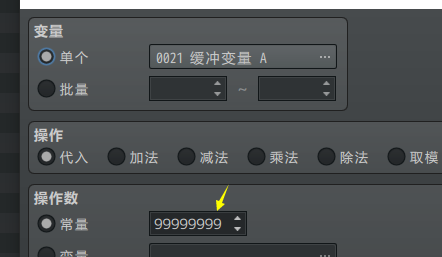 变量
单个 0021 缓冲变量 A ...
批量 ~
操作
代入 加法 减法 乘法 除法 取模
操作数
常量 99999999
变量 ...